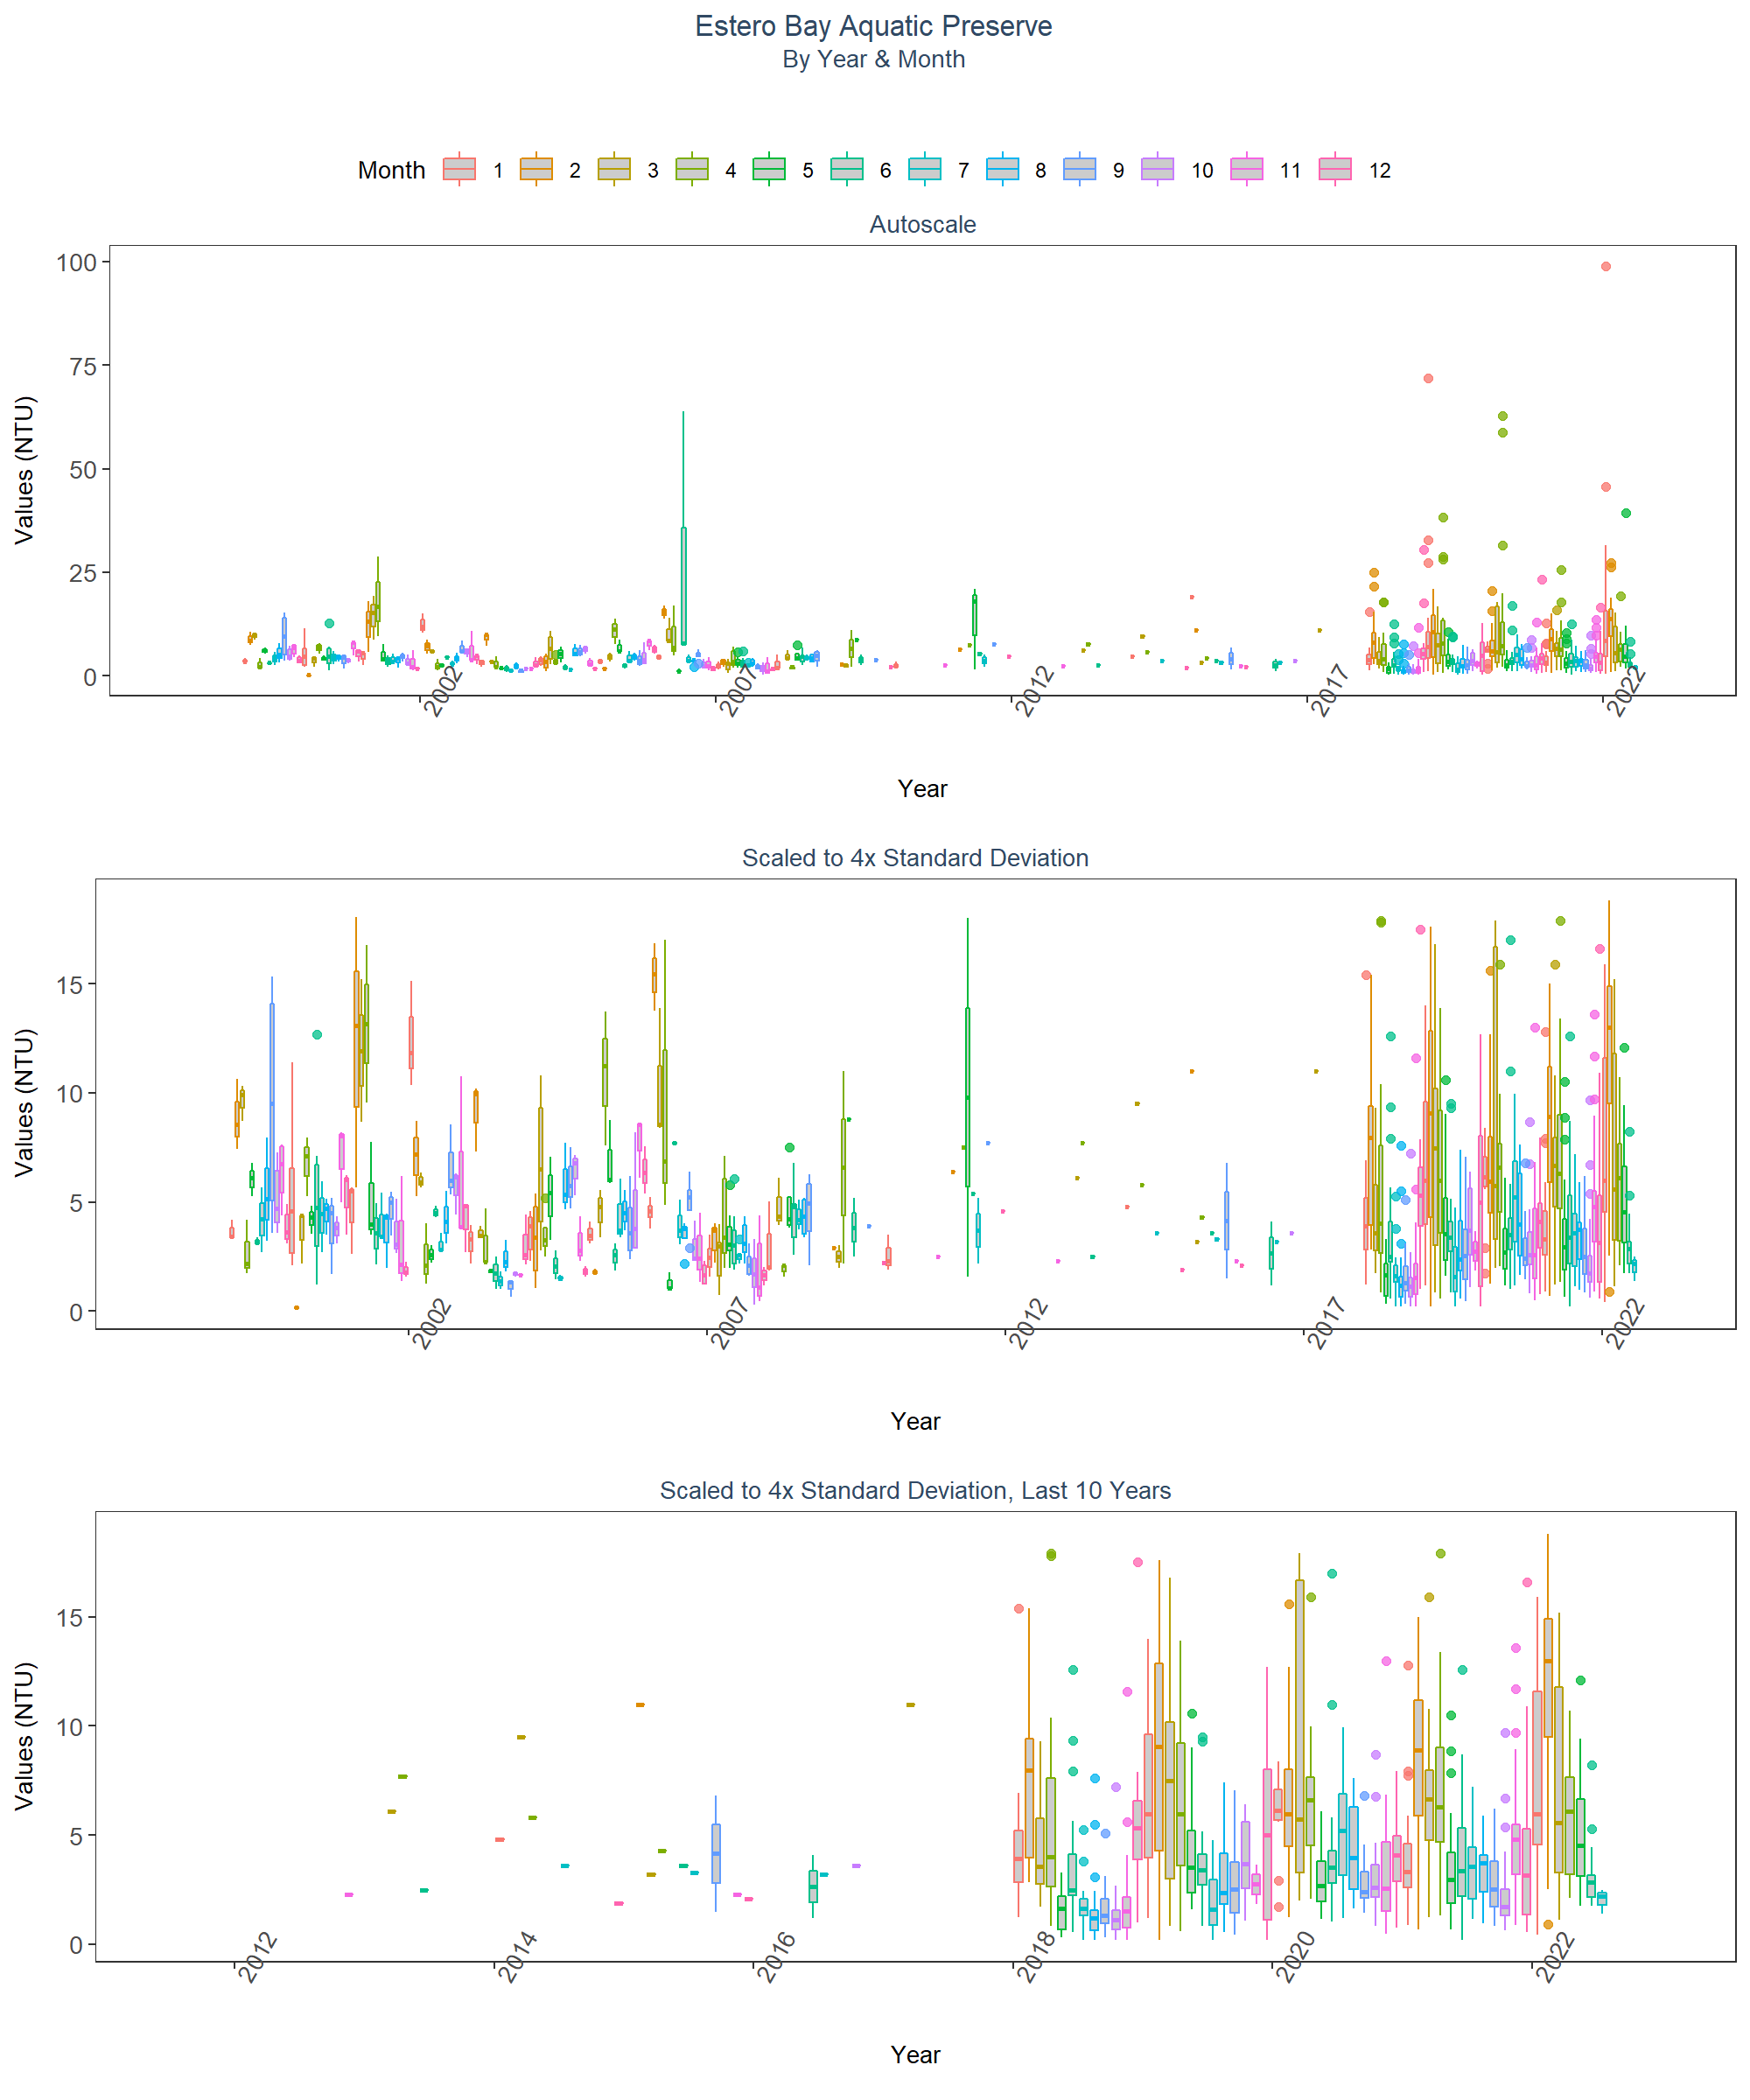 Estero Bay Aquatic Preserve
By Year & Month
Month 1 2 3 4 5 6 7 8 9 10 11 12
Autoscale
Values (NTU)
100
75
50
25
0
2002 2007 2012 2017 2022
Year
Scaled to 4x Standard Deviation
Values (NTU)
15
10
5
0
2002 2007 2012 2017 2022
Year
Scaled to 4x Standard Deviation, Last 10 Years
Values (NTU)
15
10
5
0
2012 2014 2016 2018 2020 2022
Year